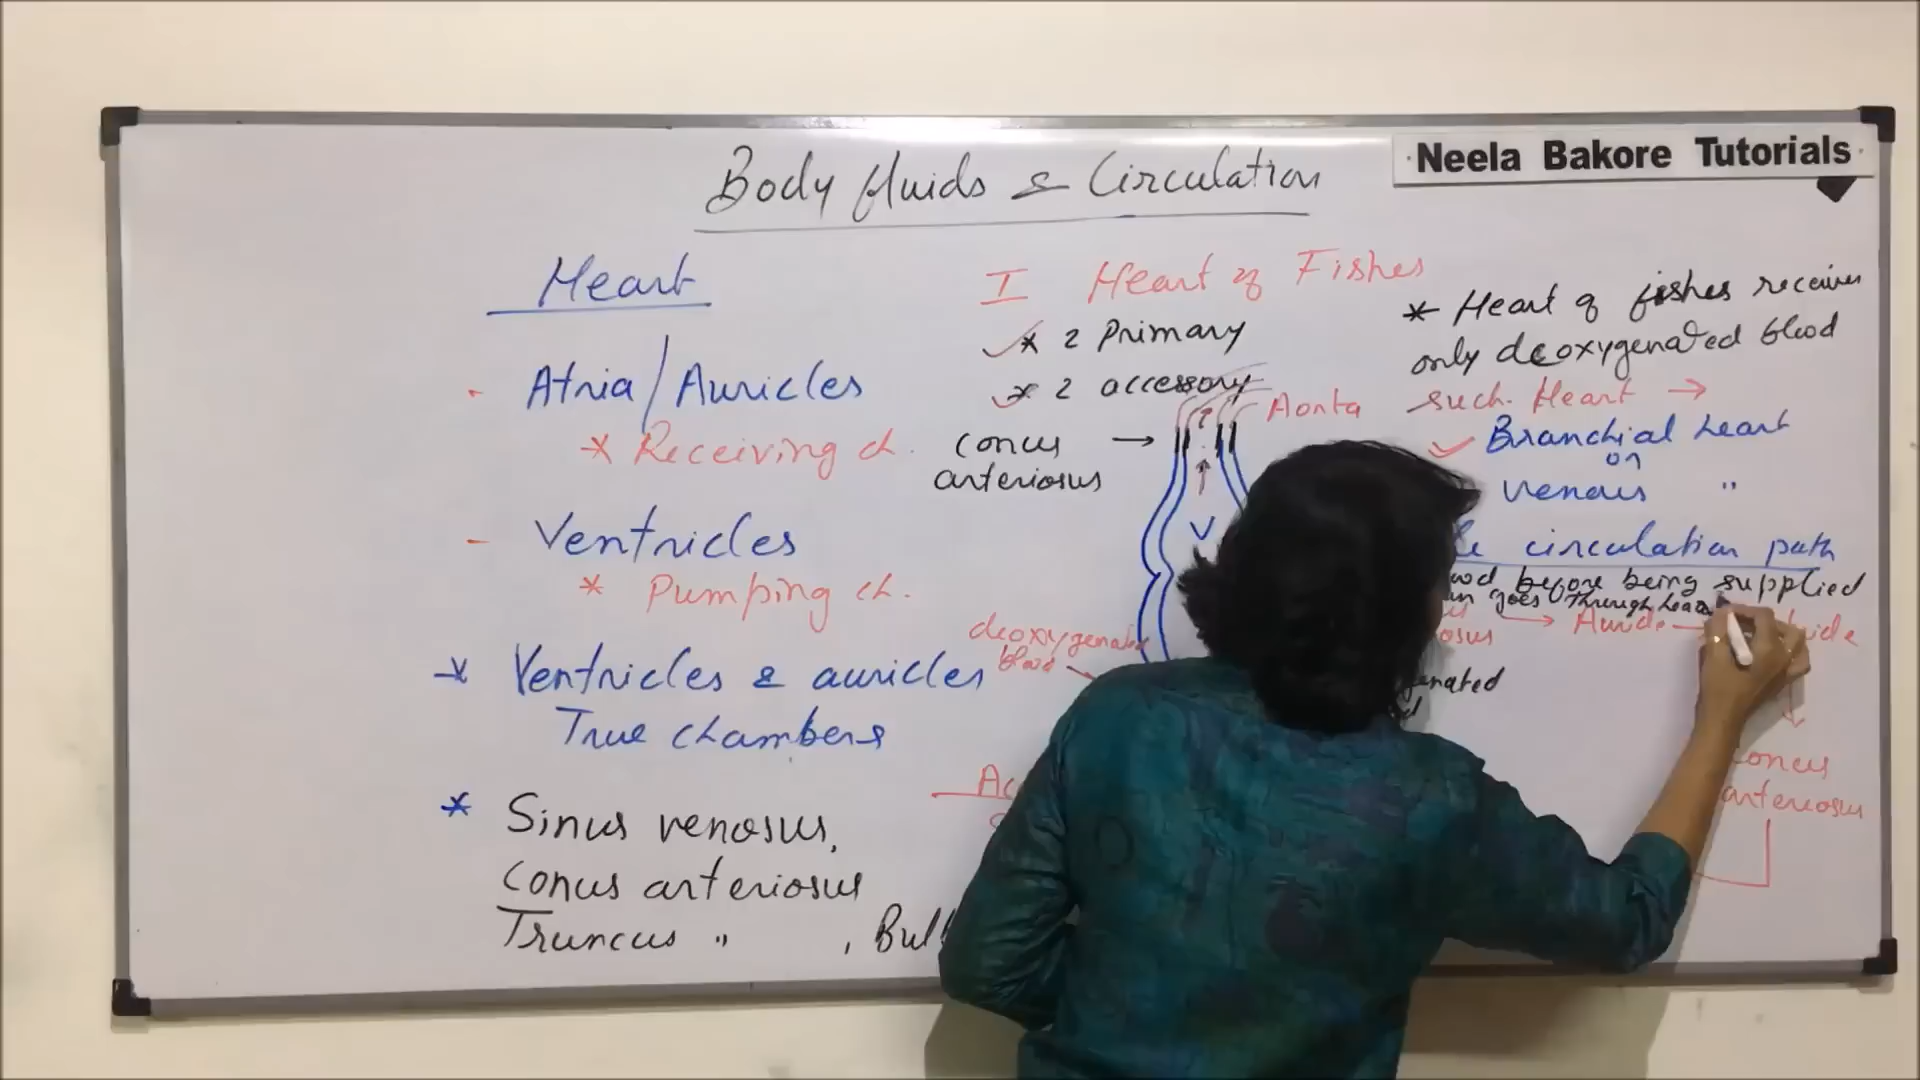 Neela Bakore Tutorials
Body fluids & Circulation
Heart
- Atria/Auricles
* Receiving ch.
- Ventricles
* Pumping ch.
* Ventricles & auricles
True chambers
* Sinus venosus,
Conus arteriosus
Truncus " ,
I Heart of Fishes
* 2 Primary
* 2 accessory
Aorta
Conus →
arteriosus
V
deoxygenated
blood
* Heart of fishes receives
only deoxygenated blood
such Heart →
Branchial heart
or
venous "
circulation path
before being supplied
goes through
→ Auricle →
Conus
arteriosus